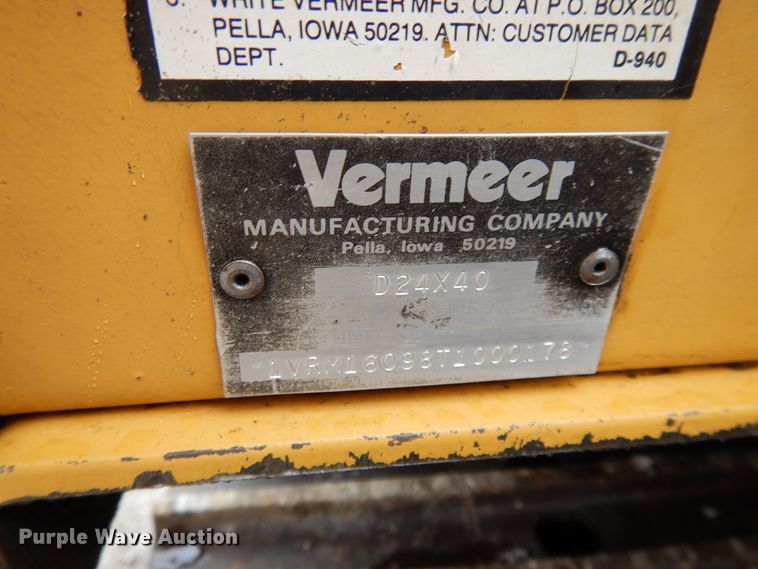 WRITE VERMEER MFG. CO. AT P.O. BOX 200,
PELLA, IOWA 50219. ATTN: CUSTOMER DATA
DEPT. D-940
Vermeer
MANUFACTURING COMPANY
Pella, Iowa 50219
D24X40
1VRM16098T1000178
Purple Wave Auction